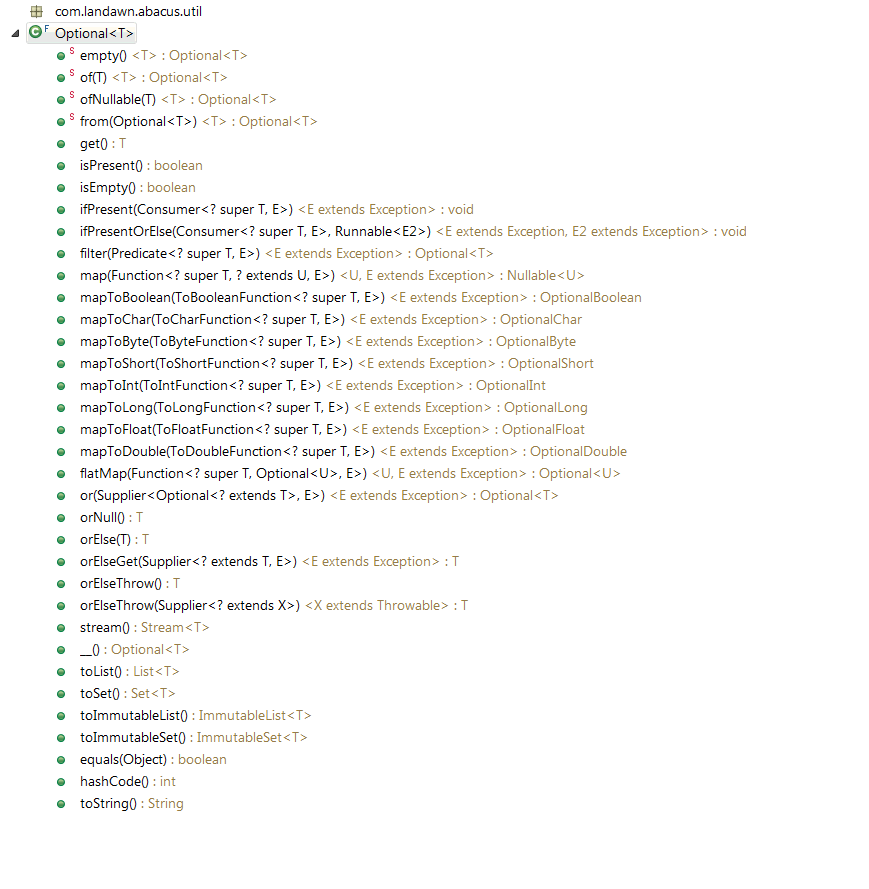 com.landawn.abacus.util
C F Optional<T>
S empty() <T> : Optional<T>
S of(T) <T> : Optional<T>
S ofNullable(T) <T> : Optional<T>
S from(Optional<T>) <T> : Optional<T>
get() : T
isPresent() : boolean
isEmpty() : boolean
ifPresent(Consumer<? super T, E>) <E extends Exception> : void
ifPresentOrElse(Consumer<? super T, E>, Runnable<E2>) <E extends Exception, E2 extends Exception> : void
filter(Predicate<? super T, E>) <E extends Exception> : Optional<T>
map(Function<? super T, ? extends U, E>) <U, E extends Exception> : Nullable<U>
mapToBoolean(ToBooleanFunction<? super T, E>) <E extends Exception> : OptionalBoolean
mapToChar(ToCharFunction<? super T, E>) <E extends Exception> : OptionalChar
mapToByte(ToByteFunction<? super T, E>) <E extends Exception> : OptionalByte
mapToShort(ToShortFunction<? super T, E>) <E extends Exception> : OptionalShort
mapToInt(ToIntFunction<? super T, E>) <E extends Exception> : OptionalInt
mapToLong(ToLongFunction<? super T, E>) <E extends Exception> : OptionalLong
mapToFloat(ToFloatFunction<? super T, E>) <E extends Exception> : OptionalFloat
mapToDouble(ToDoubleFunction<? super T, E>) <E extends Exception> : OptionalDouble
flatMap(Function<? super T, Optional<U>, E>) <U, E extends Exception> : Optional<U>
or(Supplier<Optional<? extends T>, E>) <E extends Exception> : Optional<T>
orNull() : T
orElse(T) : T
orElseGet(Supplier<? extends T, E>) <E extends Exception> : T
orElseThrow() : T
orElseThrow(Supplier<? extends X>) <X extends Throwable> : T
stream() : Stream<T>
__() : Optional<T>
toList() : List<T>
toSet() : Set<T>
toImmutableList() : ImmutableList<T>
toImmutableSet() : ImmutableSet<T>
equals(Object) : boolean
hashCode() : int
toString() : String